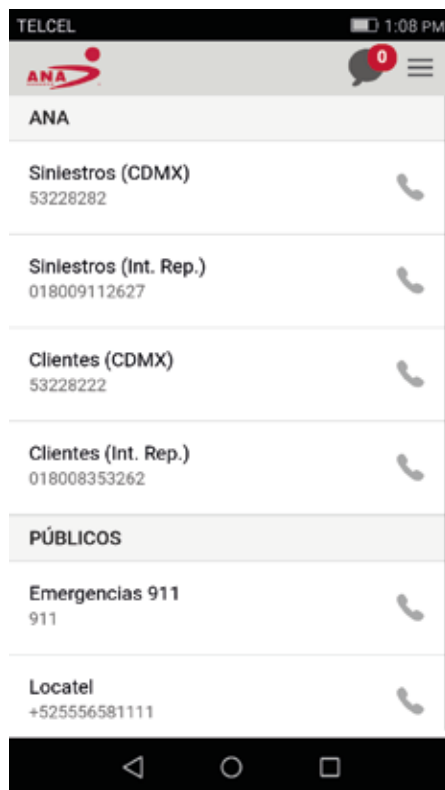 TELCEL 1:08 PM
ANA 0
ANA
Siniestros (CDMX)
53228282
Siniestros (Int. Rep.)
018009112627
Clientes (CDMX)
53228222
Clientes (Int. Rep.)
018008353262
PÚBLICOS
Emergencias 911
911
Locatel
+525556581111